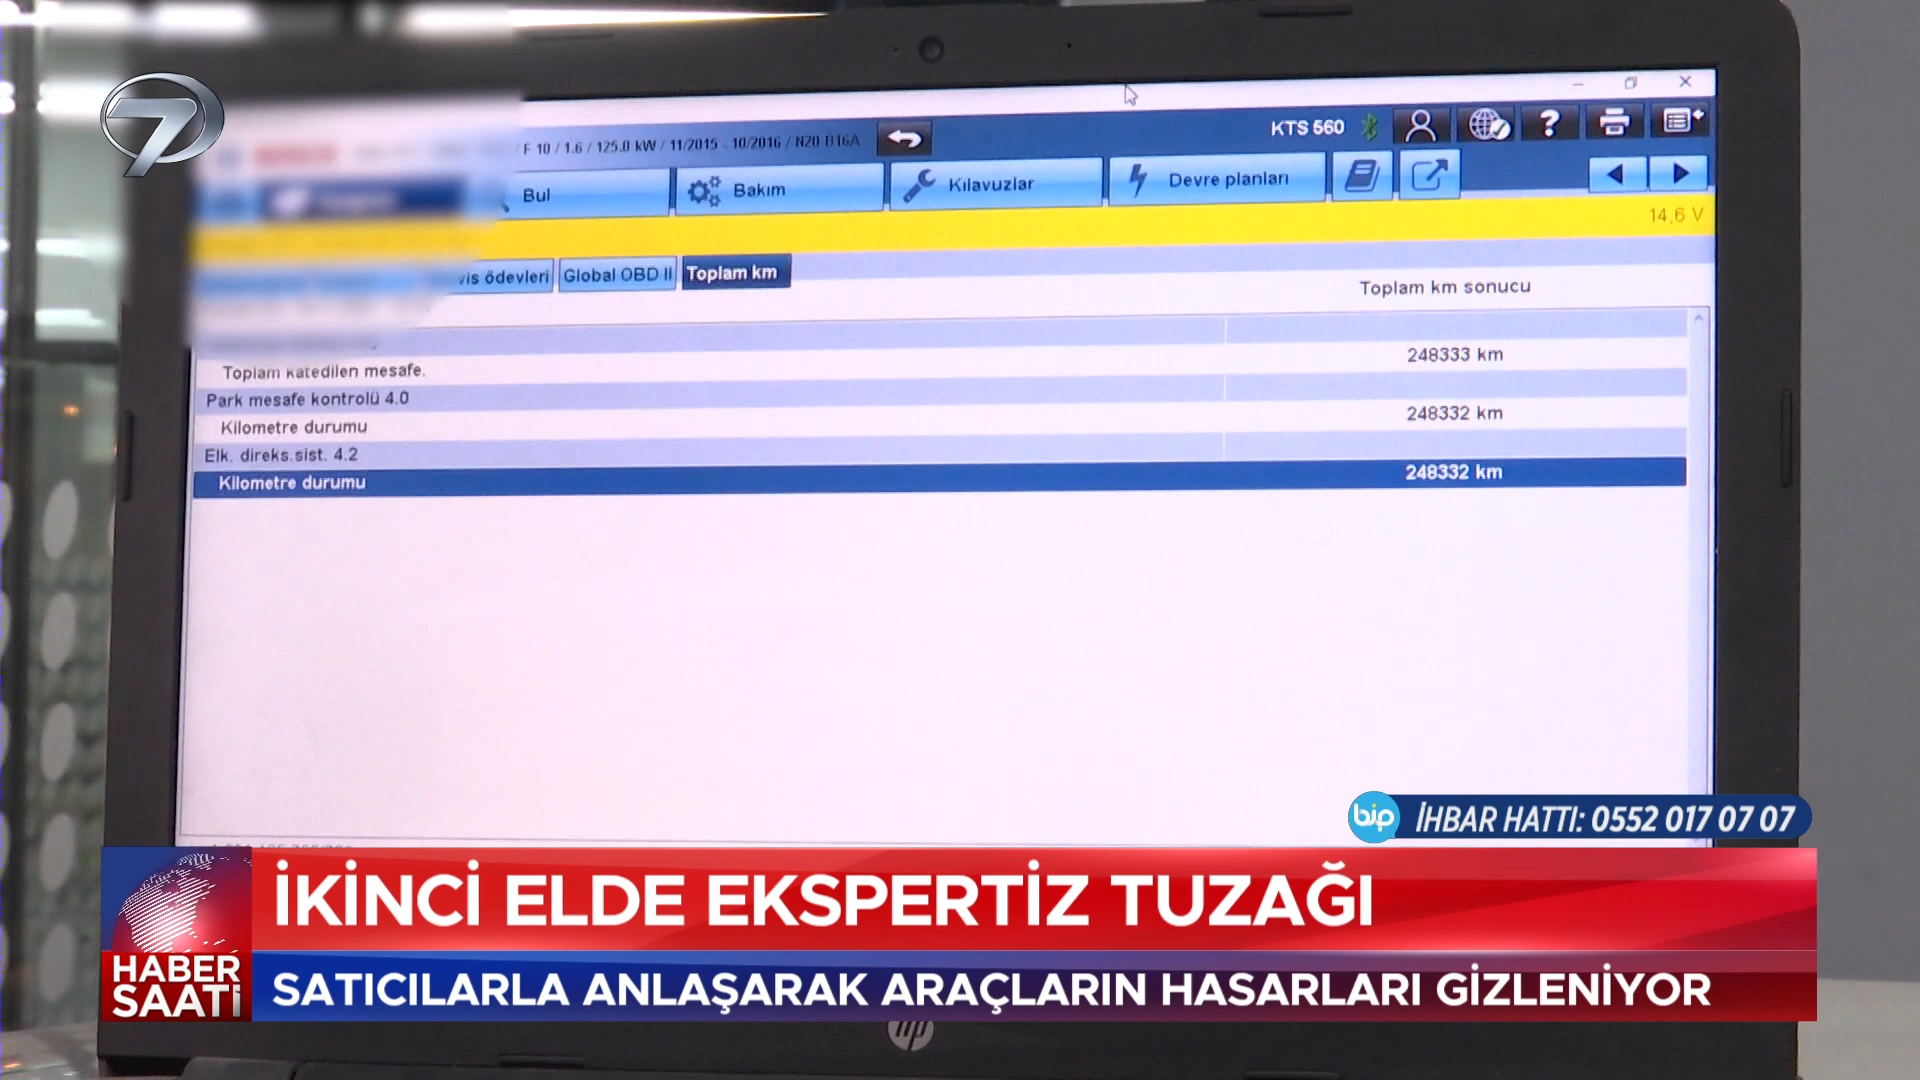 7
F 10 / 1.6 / 125.0 kW / 11/2015 - 10/2016 / N20 B16A
KTS 560
?
Bul
Bakım
Kılavuzlar
Devre planları
14,6 V
vis ödevleri
Global OBD II
Toplam km
Toplam km sonucu
Toplam katedilen mesafe.
248333 km
Park mesafe kontrolü 4.0
Kilometre durumu
248332 km
Elk. direks.sist. 4.2
Kilometre durumu
248332 km
bip
İHBAR HATTI: 0552 017 07 07
İKİNCİ ELDE EKSPERTİZ TUZAĞI
HABER
SAATİ
SATICILARLA ANLAŞARAK ARAÇLARIN HASARLARI GİZLENİYOR
hp